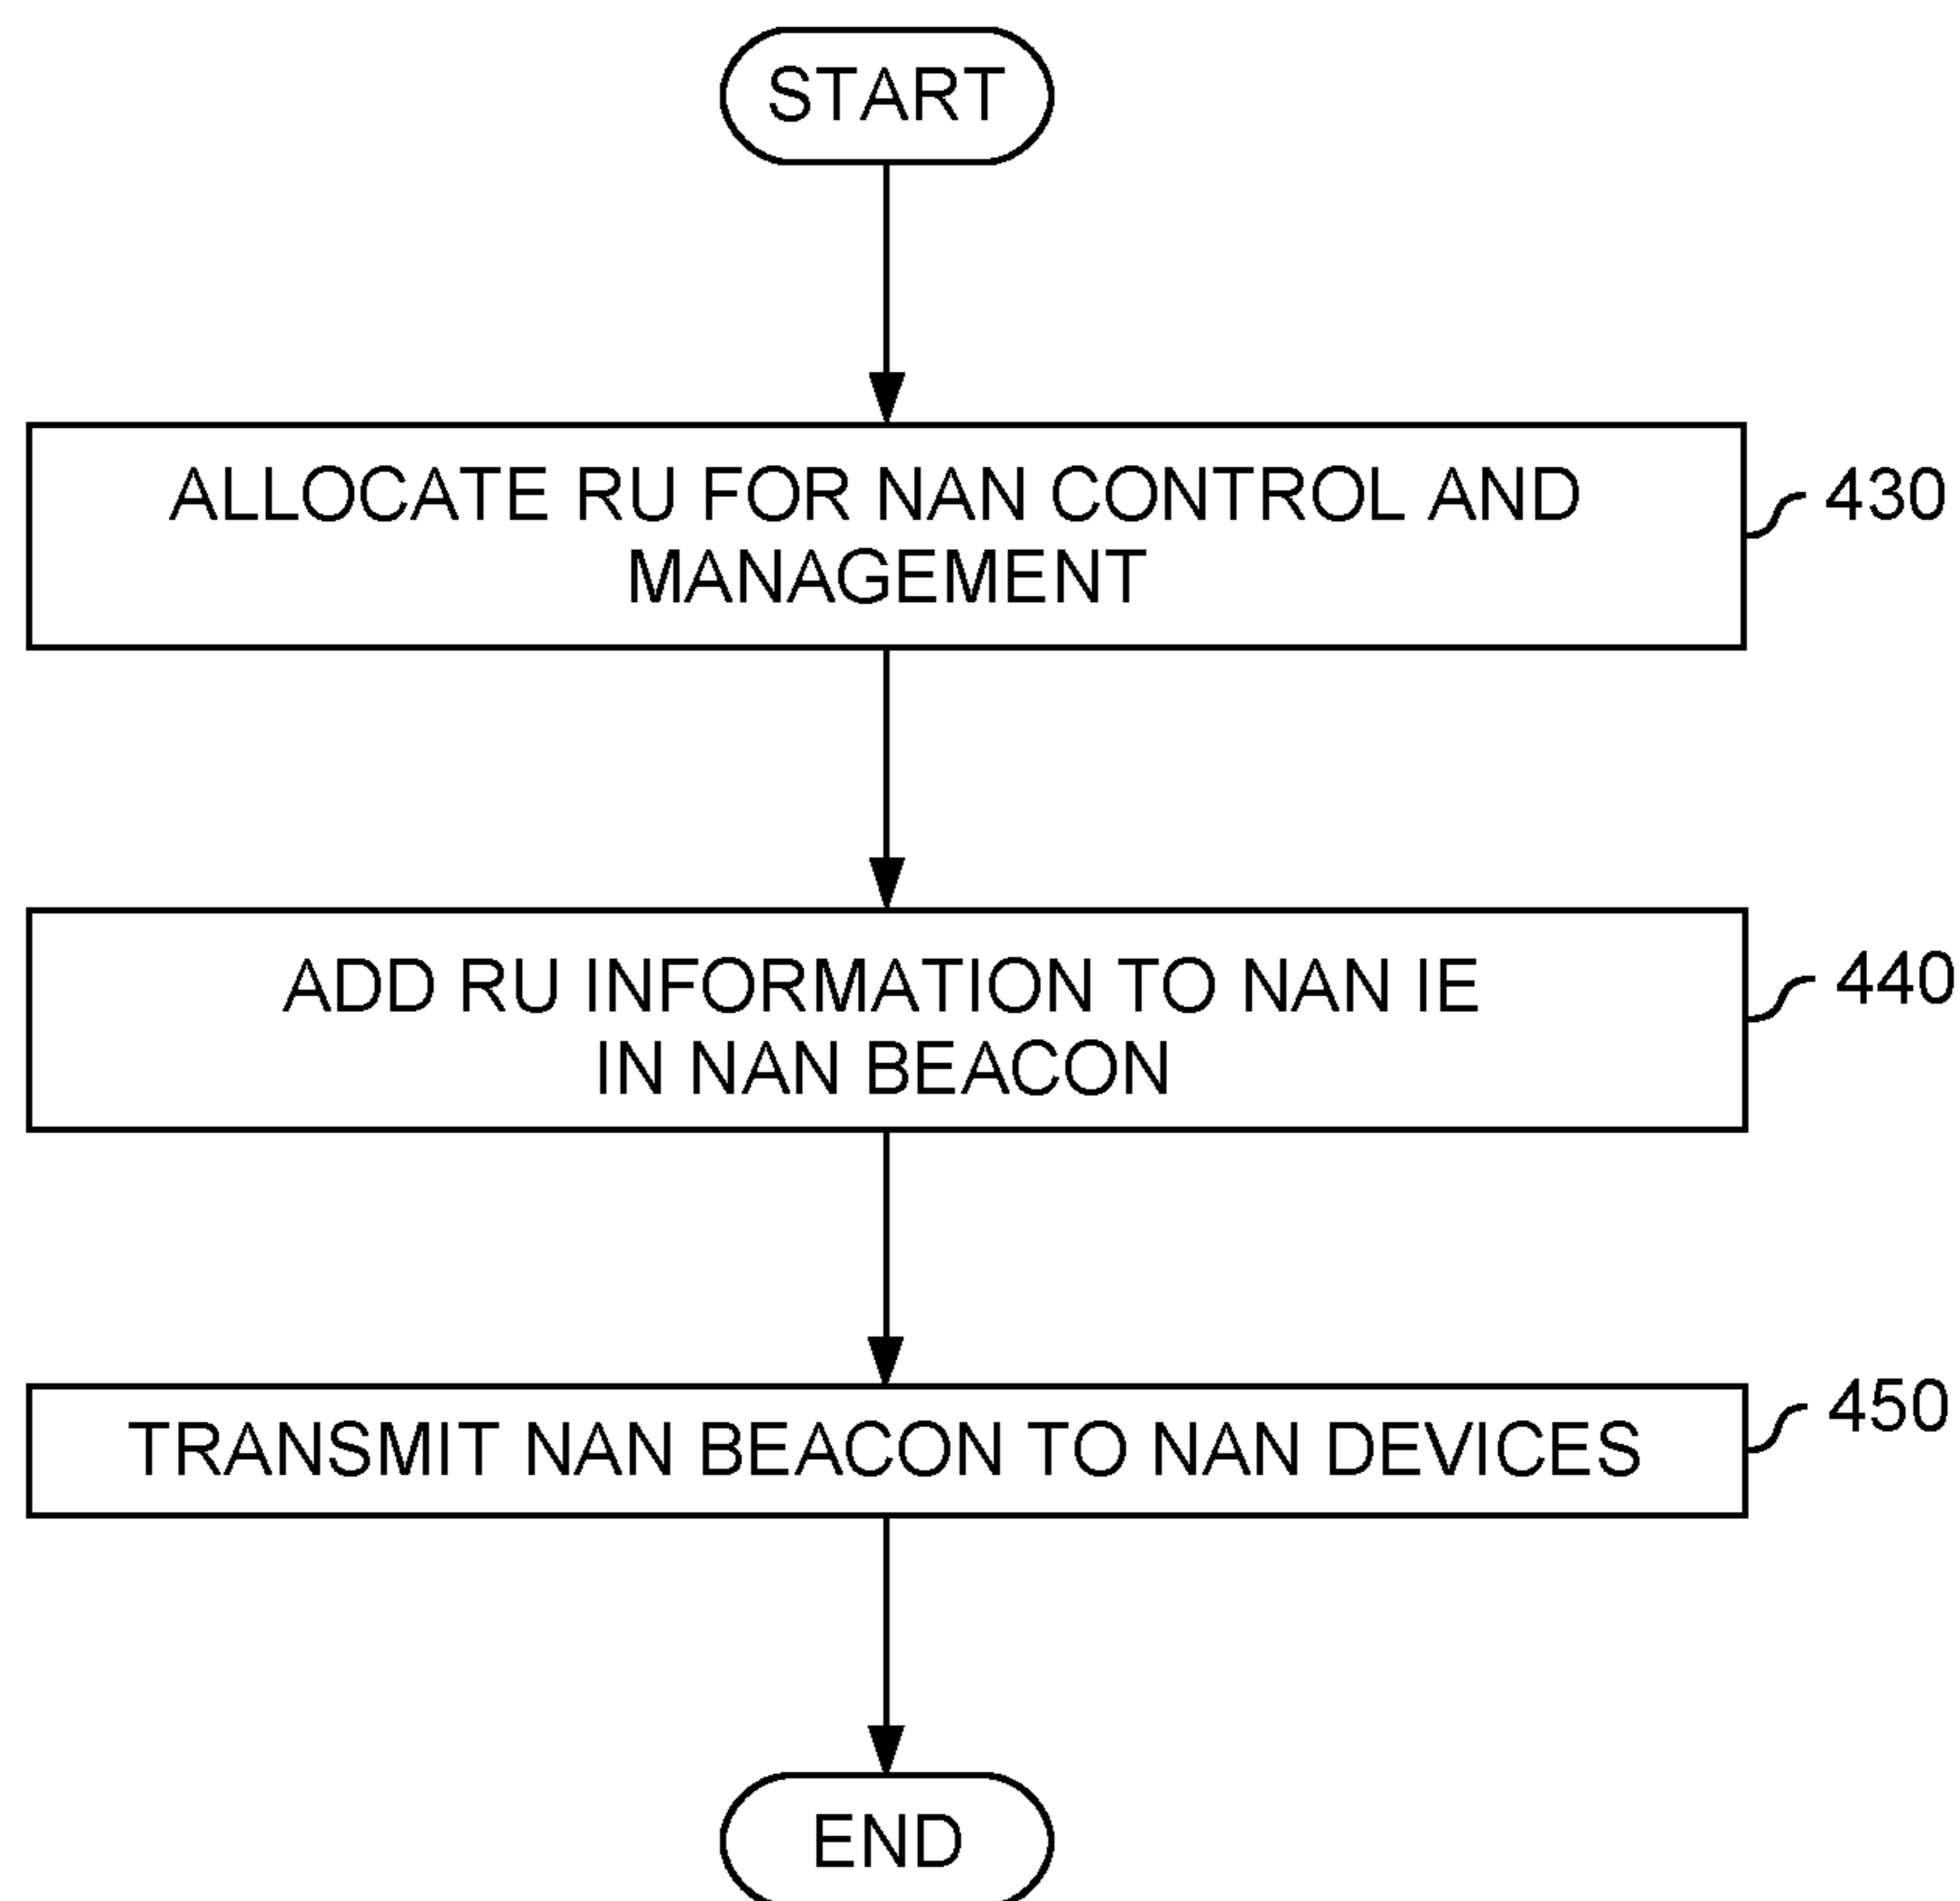 START
ALLOCATE RU FOR NAN CONTROL AND
MANAGEMENT
430
ADD RU INFORMATION TO NAN IE
IN NAN BEACON
440
TRANSMIT NAN BEACON TO NAN DEVICES
450
END